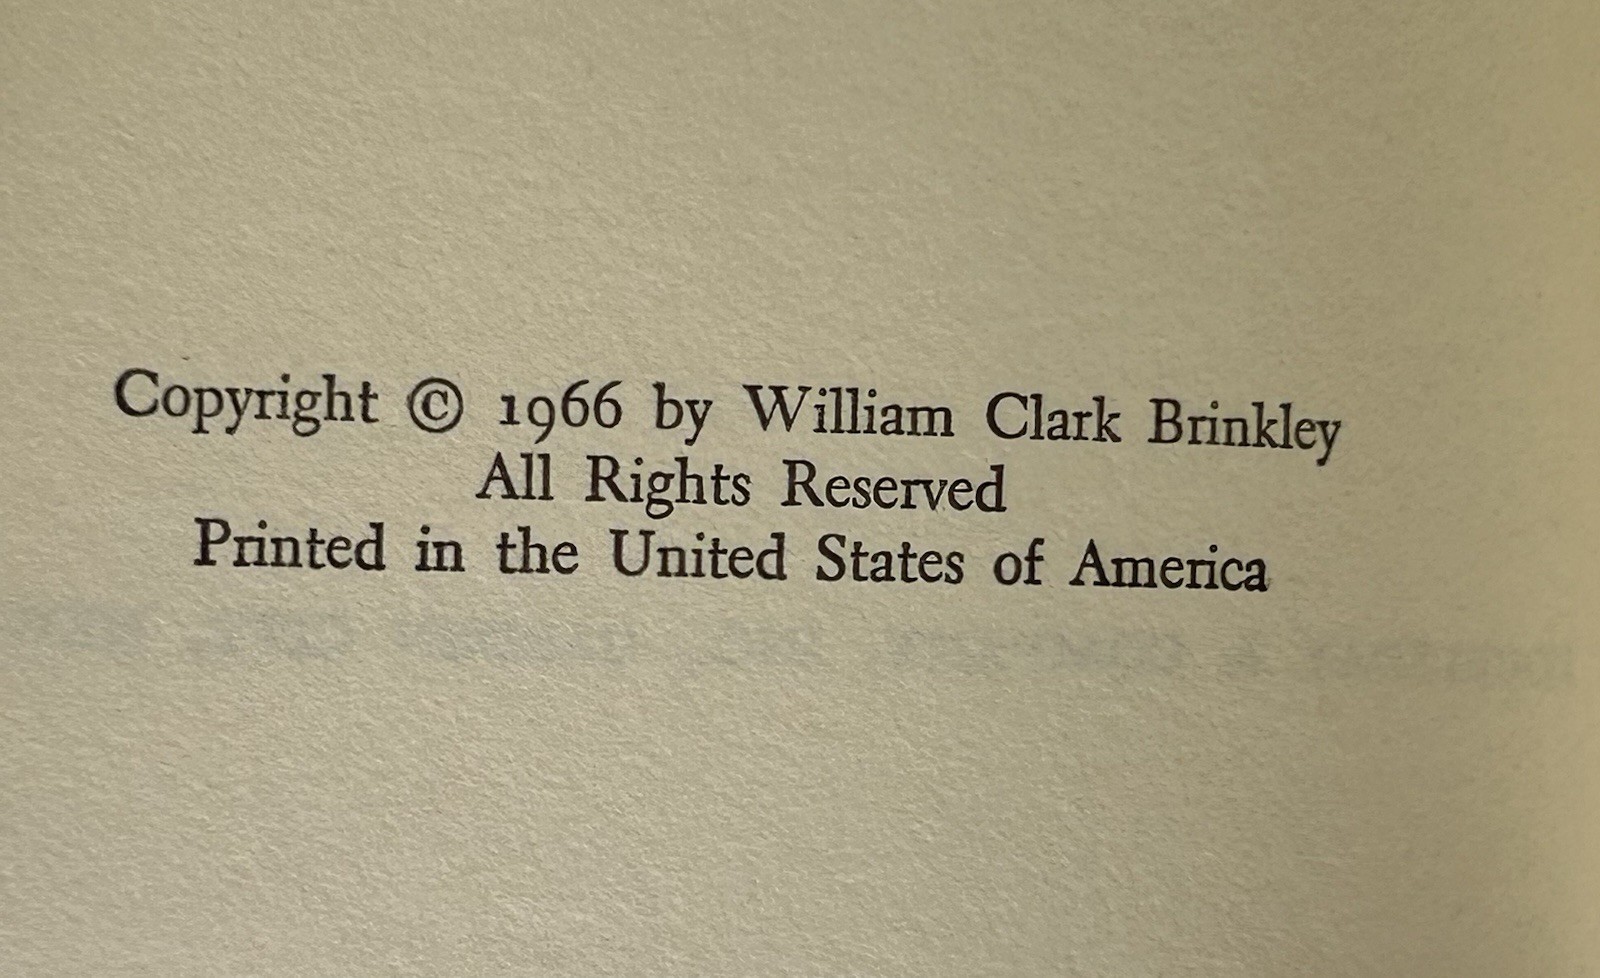 Copyright © 1966 by William Clark Brinkley
All Rights Reserved
Printed in the United States of America